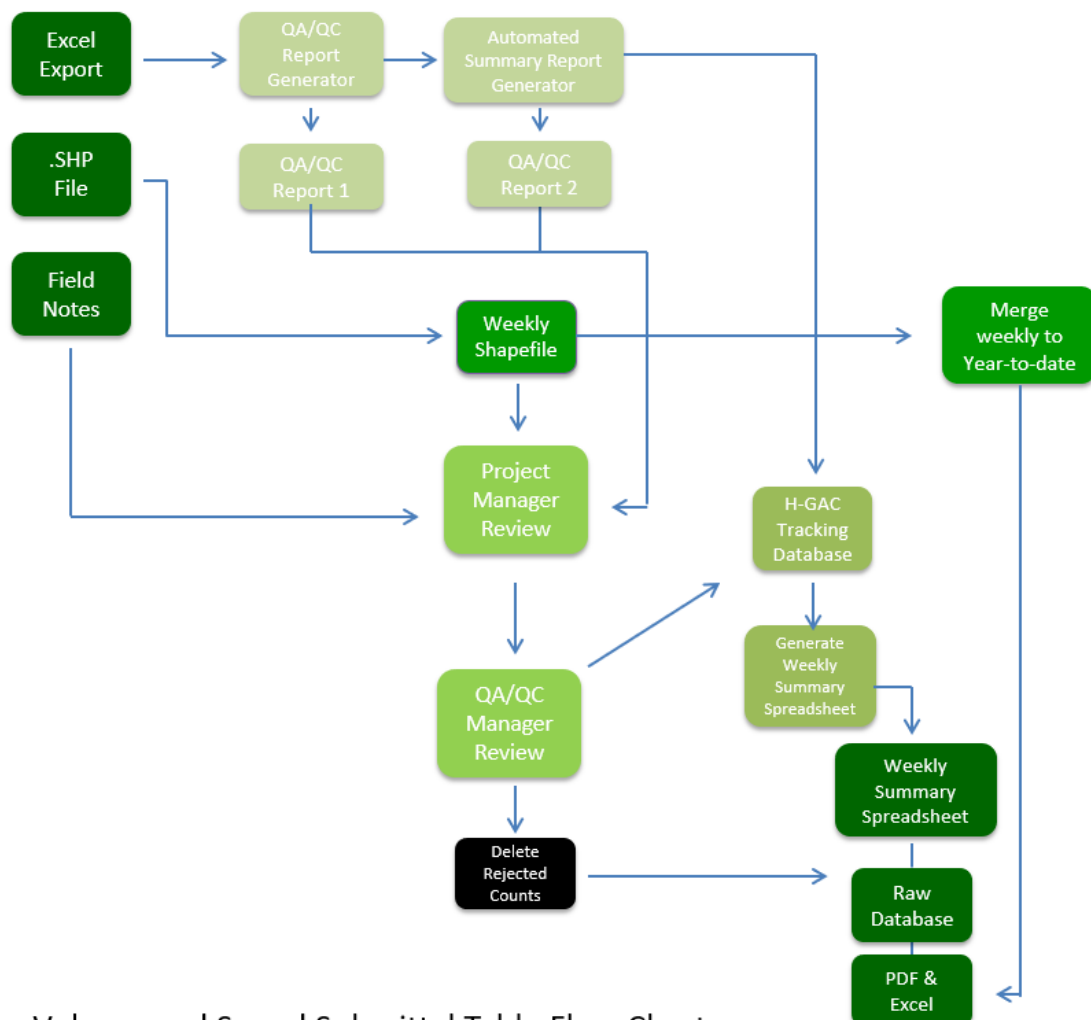 Excel
Export
QA/QC
Report
Generator
Automated
Summary Report
Generator
.SHP
File
QA/QC
Report 1
QA/QC
Report 2
Field
Notes
Weekly
Shapefile
Merge
weekly to
Year-to-date
Project
Manager
Review
H-GAC
Tracking
Database
Generate
Weekly
Summary
Spreadsheet
QA/QC
Manager
Review
Weekly
Summary
Spreadsheet
Delete
Rejected
Counts
Raw
Database
PDF &
Excel